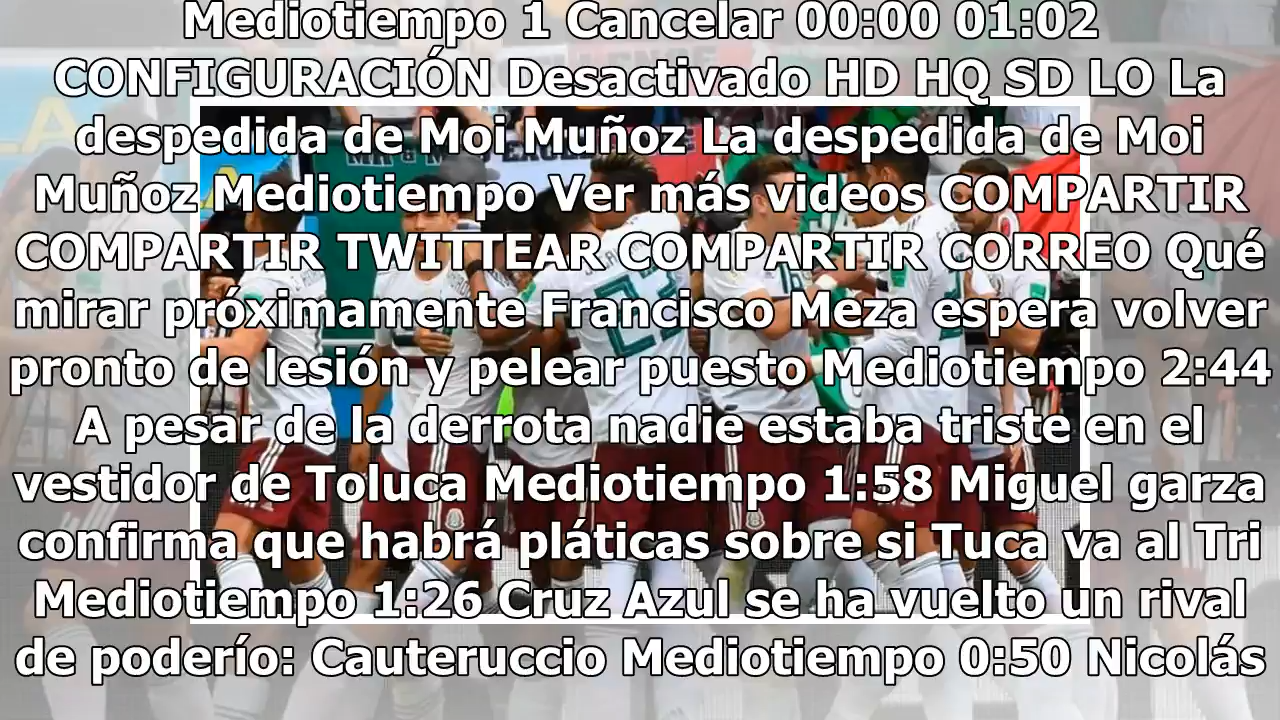 Mediotiempo 1 Cancelar 00:00 01:02
CONFIGURACIÓN Desactivado HD HQ SD LO La
despedida de Moi Muñoz La despedida de Moi
Muñoz Mediotiempo Ver más videos COMPARTIR
COMPARTIR TWITTEAR COMPARTIR CORREO Qué
mirar próximamente Francisco Meza espera volver
pronto de lesión y pelear puesto Mediotiempo 2:44
A pesar de la derrota nadie estaba triste en el
vestidor de Toluca Mediotiempo 1:58 Miguel garza
confirma que habrá pláticas sobre si Tuca va al Tri
Mediotiempo 1:26 Cruz Azul se ha vuelto un rival
de poderío: Cauteruccio Mediotiempo 0:50 Nicolás